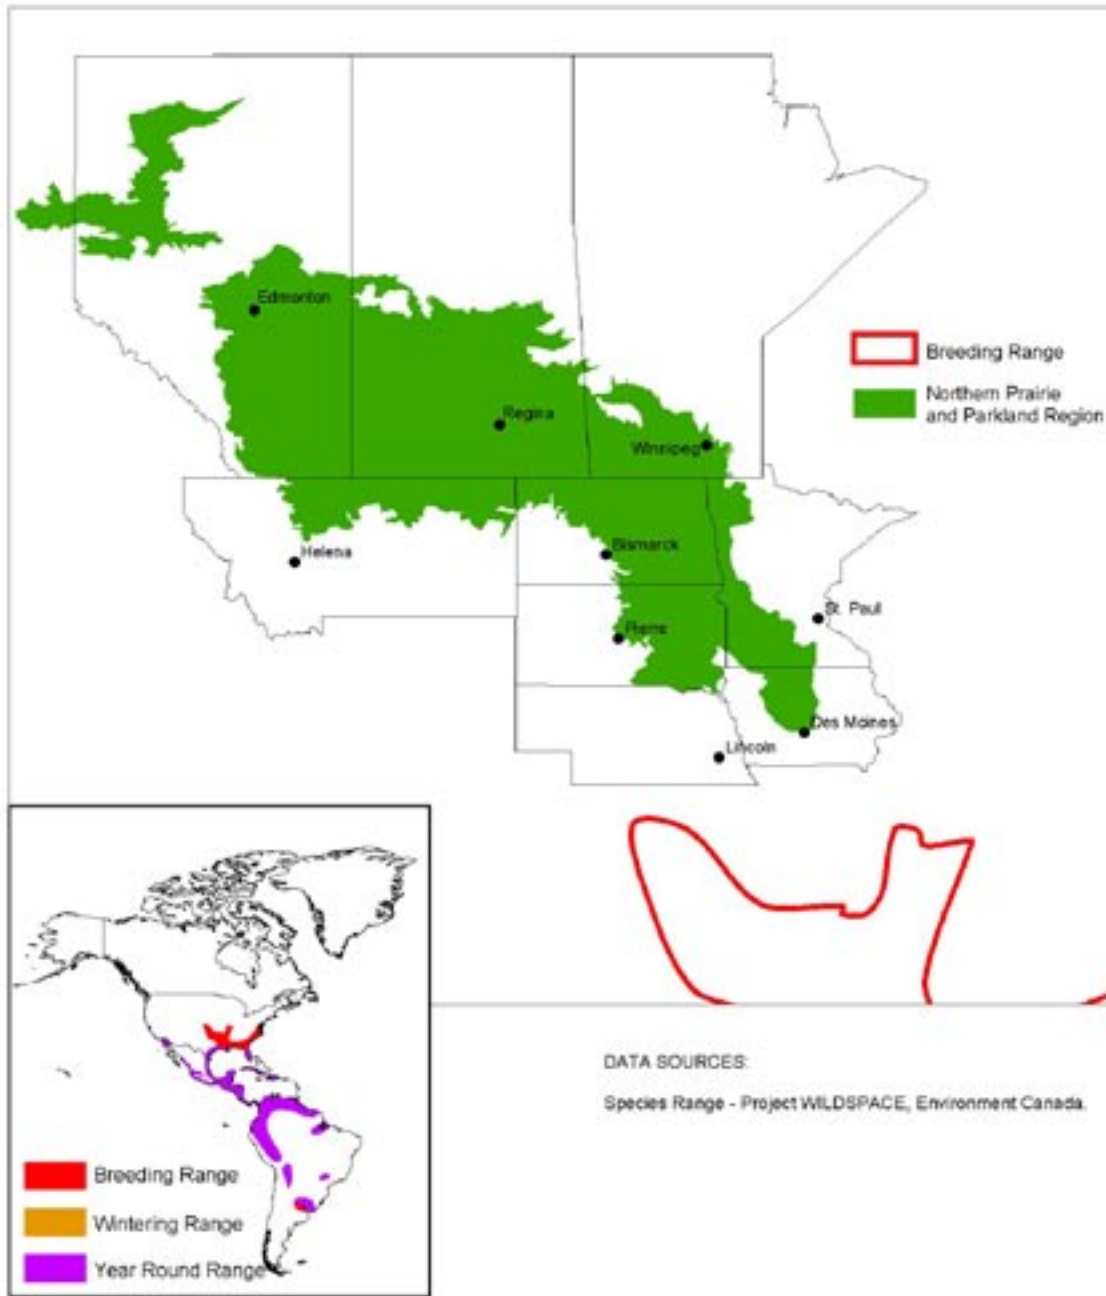 Edmonton
Breeding Range
Northern Prairie
and Parkland Region
Regina
Winnipeg
Helena
Bismarck
St. Paul
Pierre
Des Moines
Lincoln
DATA SOURCES:
Species Range - Project WILDSPACE, Environment Canada.
Breeding Range
Wintering Range
Year Round Range